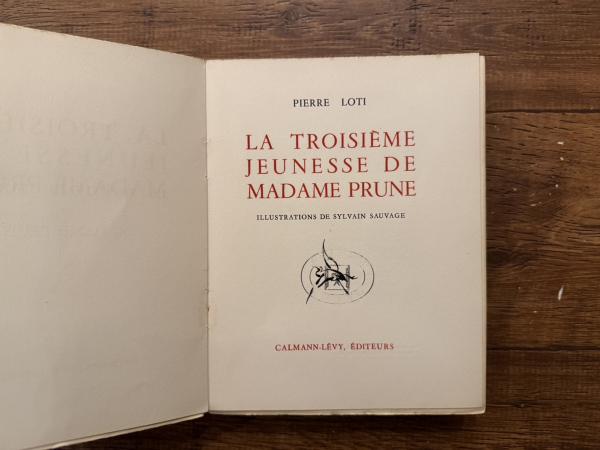 PIERRE LOTI
LA TROISIÈME
JEUNESSE DE
MADAME PRUNE
ILLUSTRATIONS DE SYLVAIN SAUVAGE
CALMANN-LÉVY, ÉDITEURS